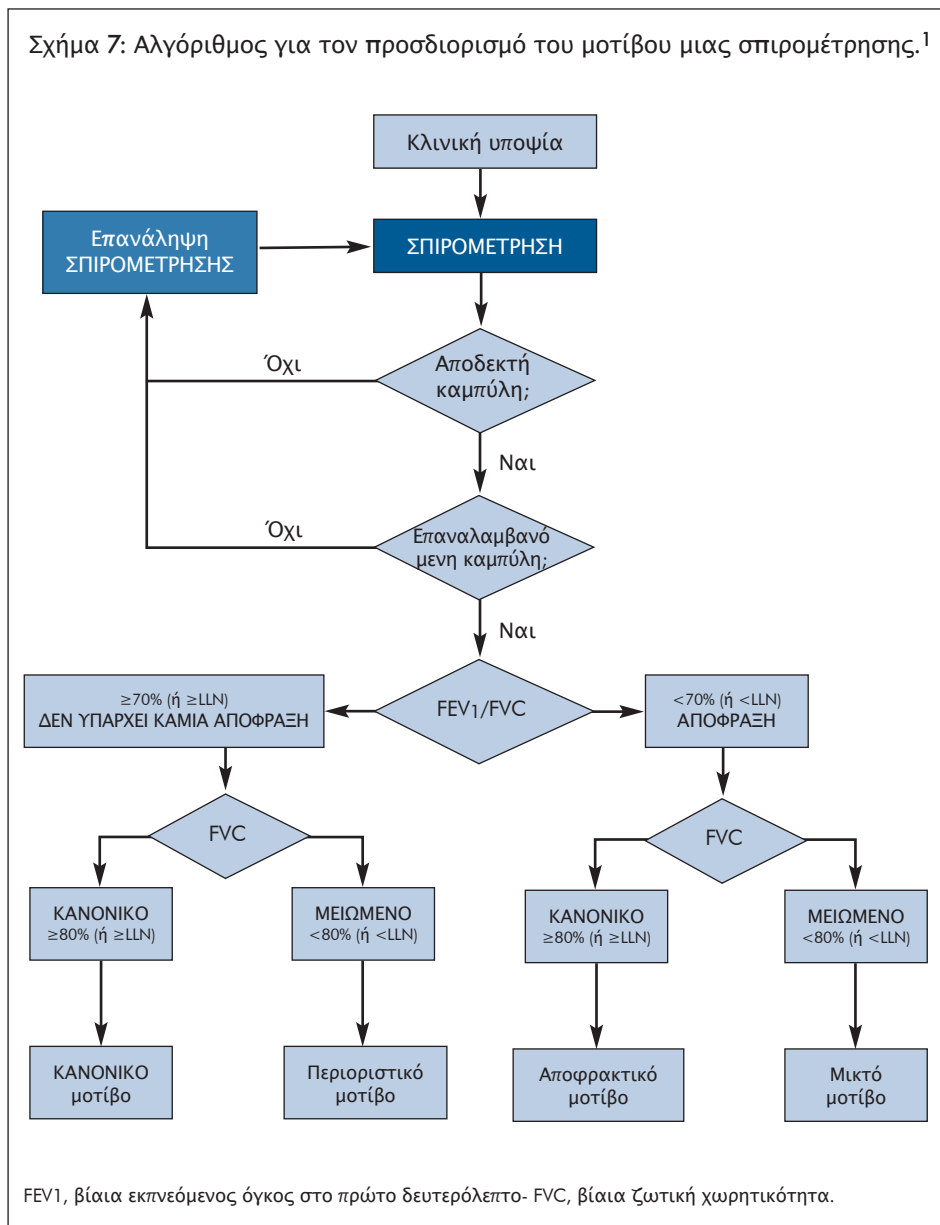 Σχήμα 7: Αλγόριθμος για τον προσδιορισμό του μοτίβου μιας σπιρομέτρησης.1
Κλινική υποψία
Επανάληψη
ΣΠΙΡΟΜΕΤΡΗΣΗΣ
ΣΠΙΡΟΜΕΤΡΗΣΗ
Όχι
Αποδεκτή
καμπύλη;
Ναι
Όχι
Επαναλαμβανό
μενη καμπύλη;
Ναι
≥70% (ή ≥LLN)
ΔΕΝ ΥΠΑΡΧΕΙ ΚΑΜΙΑ ΑΠΟΦΡΑΞΗ
FEV1/FVC
<70% (ή <LLN)
ΑΠΟΦΡΑΞΗ
FVC
FVC
ΚΑΝΟΝΙΚΟ
≥80% (ή ≥LLN)
ΜΕΙΩΜΕΝΟ
<80% (ή <LLN)
ΚΑΝΟΝΙΚΟ
≥80% (ή ≥LLN)
ΜΕΙΩΜΕΝΟ
<80% (ή <LLN)
ΚΑΝΟΝΙΚΟ
μοτίβο
Περιοριστικό
μοτίβο
Αποφρακτικό
μοτίβο
Μικτό
μοτίβο
FEV1, βίαια εκπνεόμενος όγκος στο πρώτο δευτερόλεπτο- FVC, βίαια ζωτική χωρητικότητα.